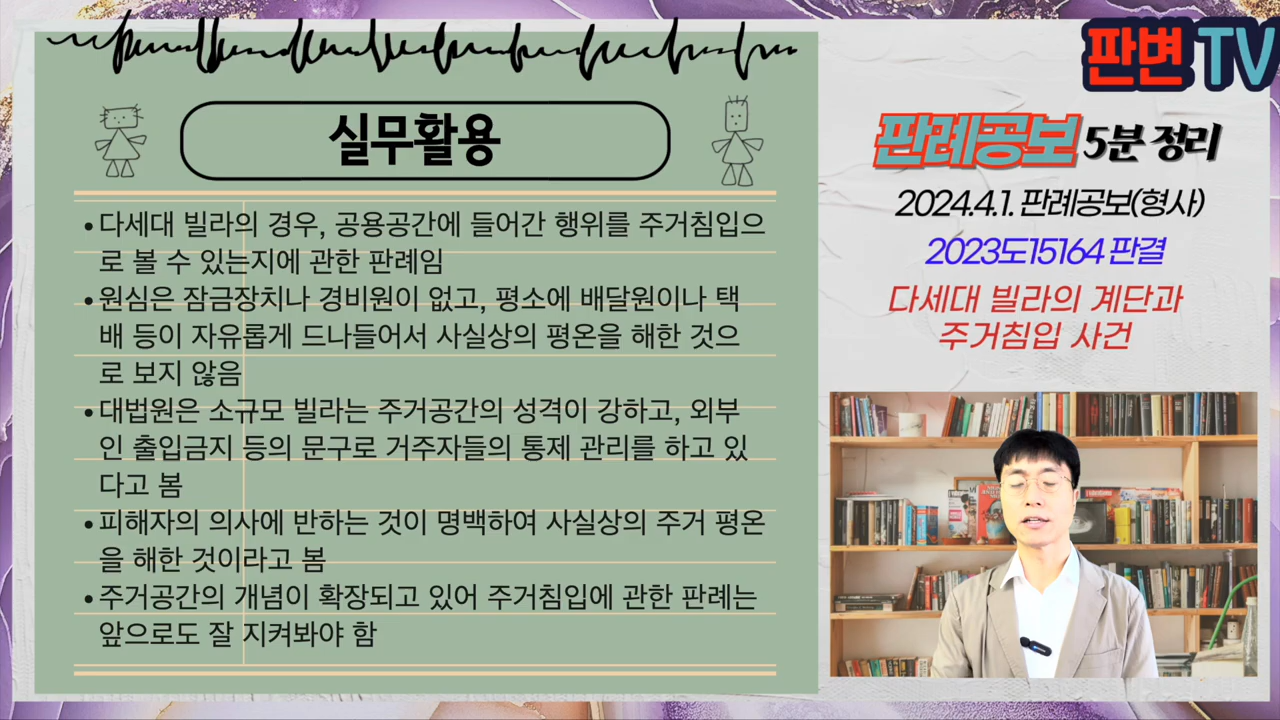 실무활용
•다세대 빌라의 경우, 공용공간에 들어간 행위를 주거침입으
로 볼 수 있는지에 관한 판례임
•원심은 잠금장치나 경비원이 없고, 평소에 배달원이나 택
배 등이 자유롭게 드나들어서 사실상의 평온을 해한 것으
로 보지 않음
•대법원은 소규모 빌라는 주거공간의 성격이 강하고, 외부
인 출입금지 등의 문구로 거주자들의 통제 관리를 하고 있
다고 봄
•피해자의 의사에 반하는 것이 명백하여 사실상의 주거 평온
을 해한 것이라고 봄
•주거공간의 개념이 확장되고 있어 주거침입에 관한 판례는
앞으로도 잘 지켜봐야 함
판변 TV
판례공보 5분 정리
2024.4.1. 판례공보(형사)
2023도15164 판결
다세대 빌라의 계단과
주거침입 사건